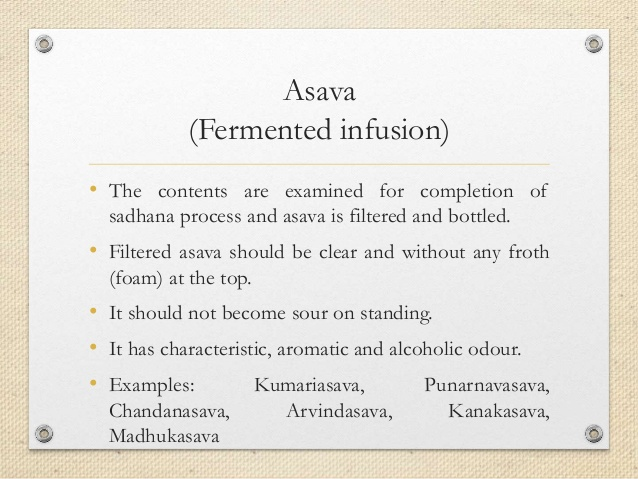 Asava
(Fermented infusion)
• The contents are examined for completion of
sadhana process and asava is filtered and bottled.
• Filtered asava should be clear and without any froth
(foam) at the top.
• It should not become sour on standing.
• It has characteristic, aromatic and alcoholic odour.
• Examples: Kumariasava, Punarnavasava,
Chandanasava, Arvindasava, Kanakasava,
Madhukasava